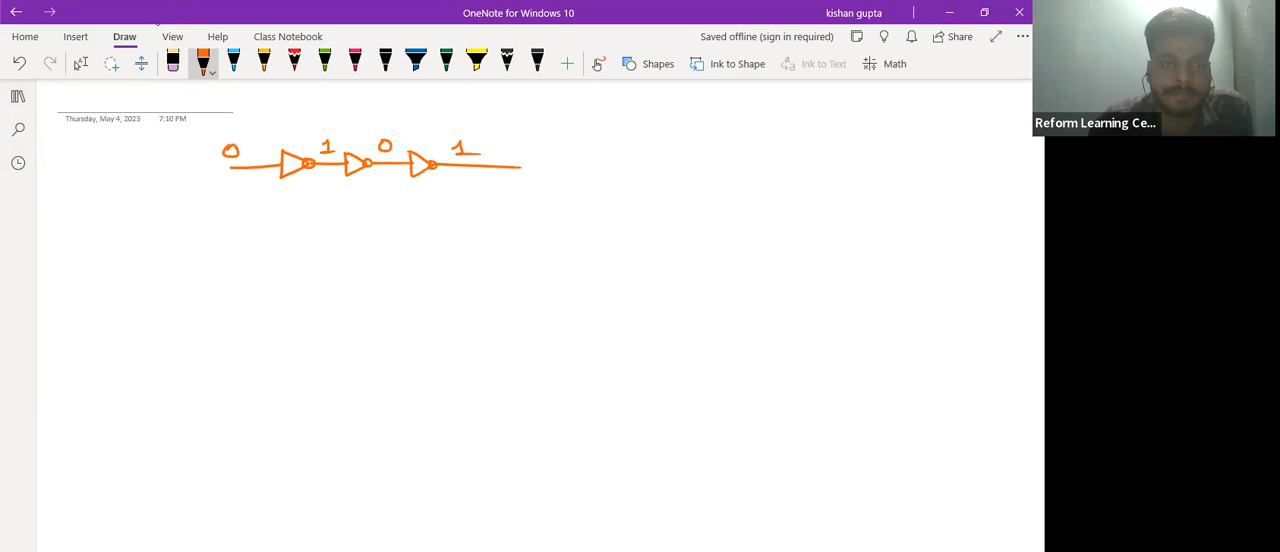 OneNote for Windows 10
kishan gupta
Home Insert Draw View Help Class Notebook
Saved offline (sign in required)
Share
Shapes
Ink to Shape
Ink to Text
Math
Thursday, May 4, 2023 7:10 PM
0 1 0 1
Reform Learning Ce...